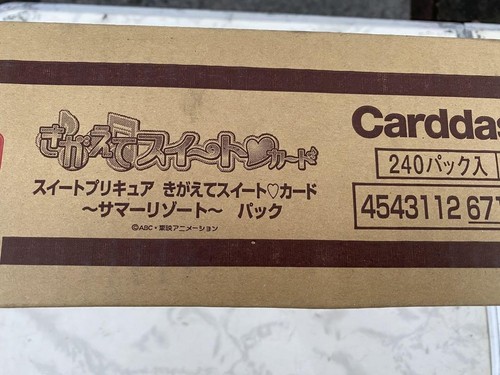 きがえてスイート♡カード
スイートプリキュア きがえてスイート♡カード
～サマーリゾート～ パック
©ABC・東映アニメーション
Carddas
240パック入
4543112 677